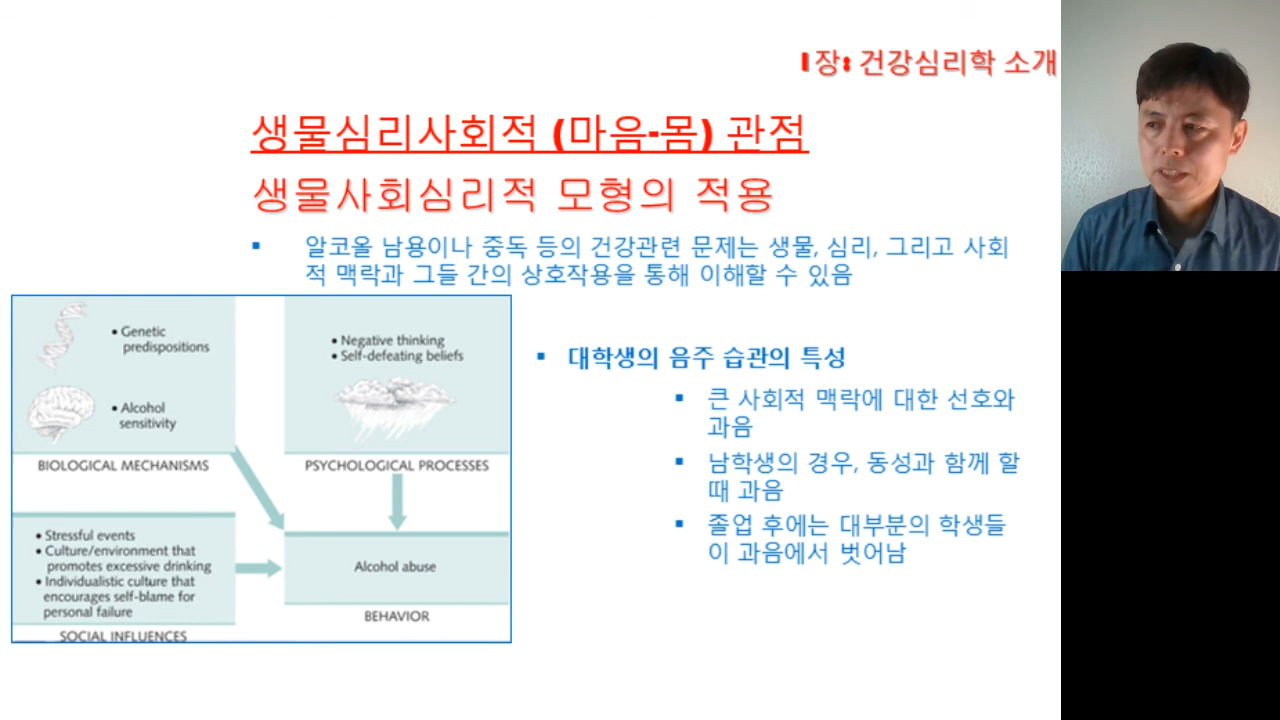 1장: 건강심리학 소개
생물심리사회적 (마음-몸) 관점
생물사회심리적 모형의 적용
▪ 알코올 남용이나 중독 등의 건강관련 문제는 생물, 심리, 그리고 사회
적 맥락과 그들 간의 상호작용을 통해 이해할 수 있음
• Genetic
predispositions
• Alcohol
sensitivity
BIOLOGICAL MECHANISMS
• Negative thinking
• Self-defeating beliefs
PSYCHOLOGICAL PROCESSES
• Stressful events
• Culture/environment that
promotes excessive drinking
• Individualistic culture that
encourages self-blame for
personal failure
SOCIAL INFLUENCES
Alcohol abuse
BEHAVIOR
▪ 대학생의 음주 습관의 특성
▪ 큰 사회적 맥락에 대한 선호와
과음
▪ 남학생의 경우, 동성과 함께 할
때 과음
▪ 졸업 후에는 대부분의 학생들
이 과음에서 벗어남